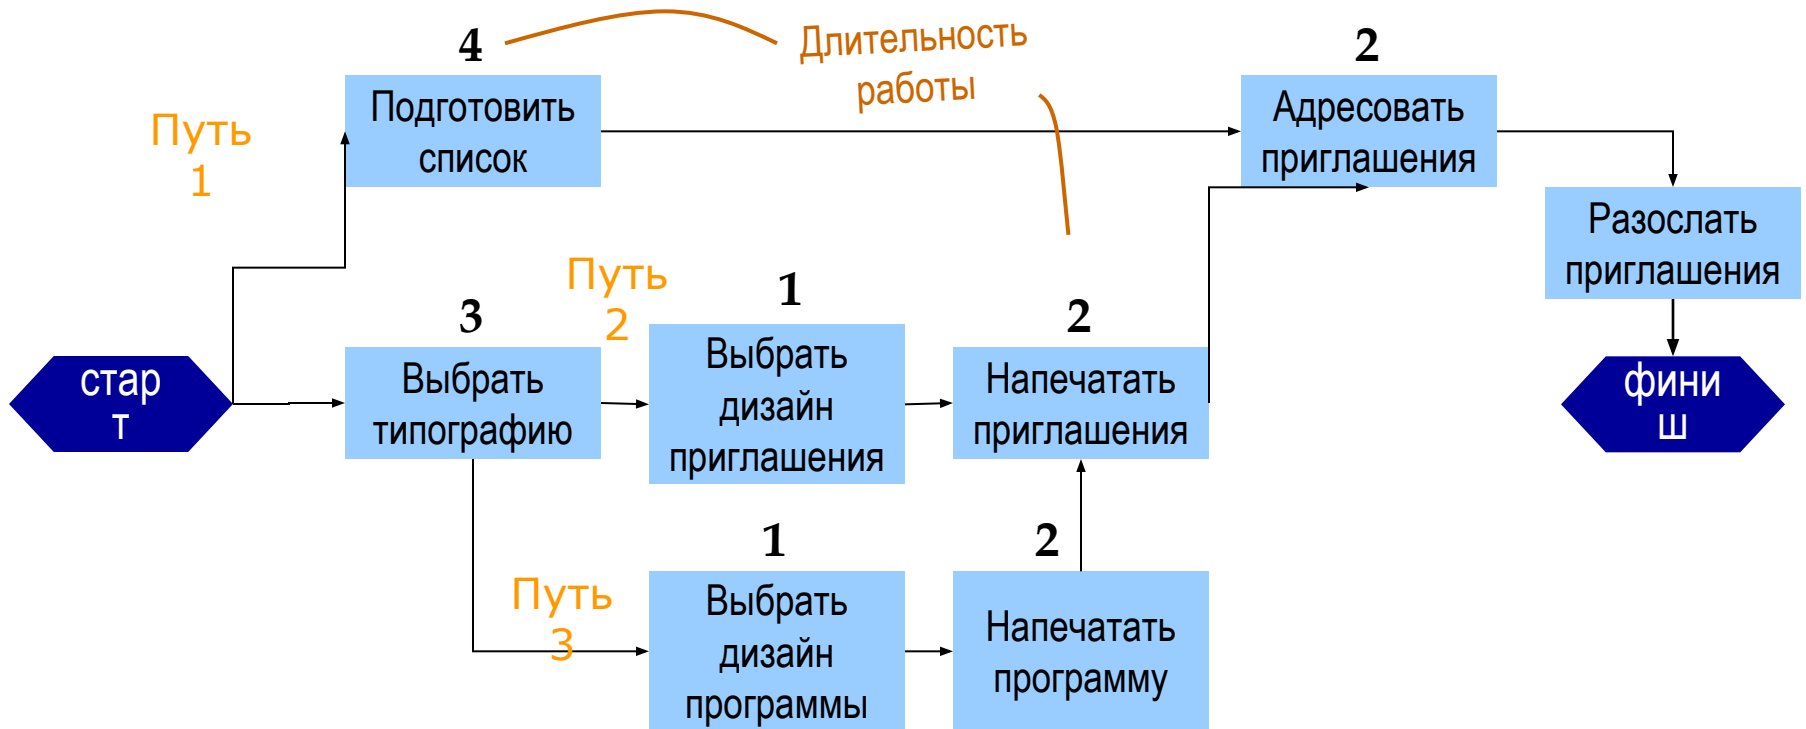 4
Длительность
работы
2
Подготовить
список
Адресовать
приглашения
Путь
1
Разослать
приглашения
Путь
2
3
1
2
стар
т
Выбрать
типографию
Выбрать
дизайн
приглашения
Напечатать
приглашения
фини
ш
1
2
Путь
3
Выбрать
дизайн
программы
Напечатать
программу